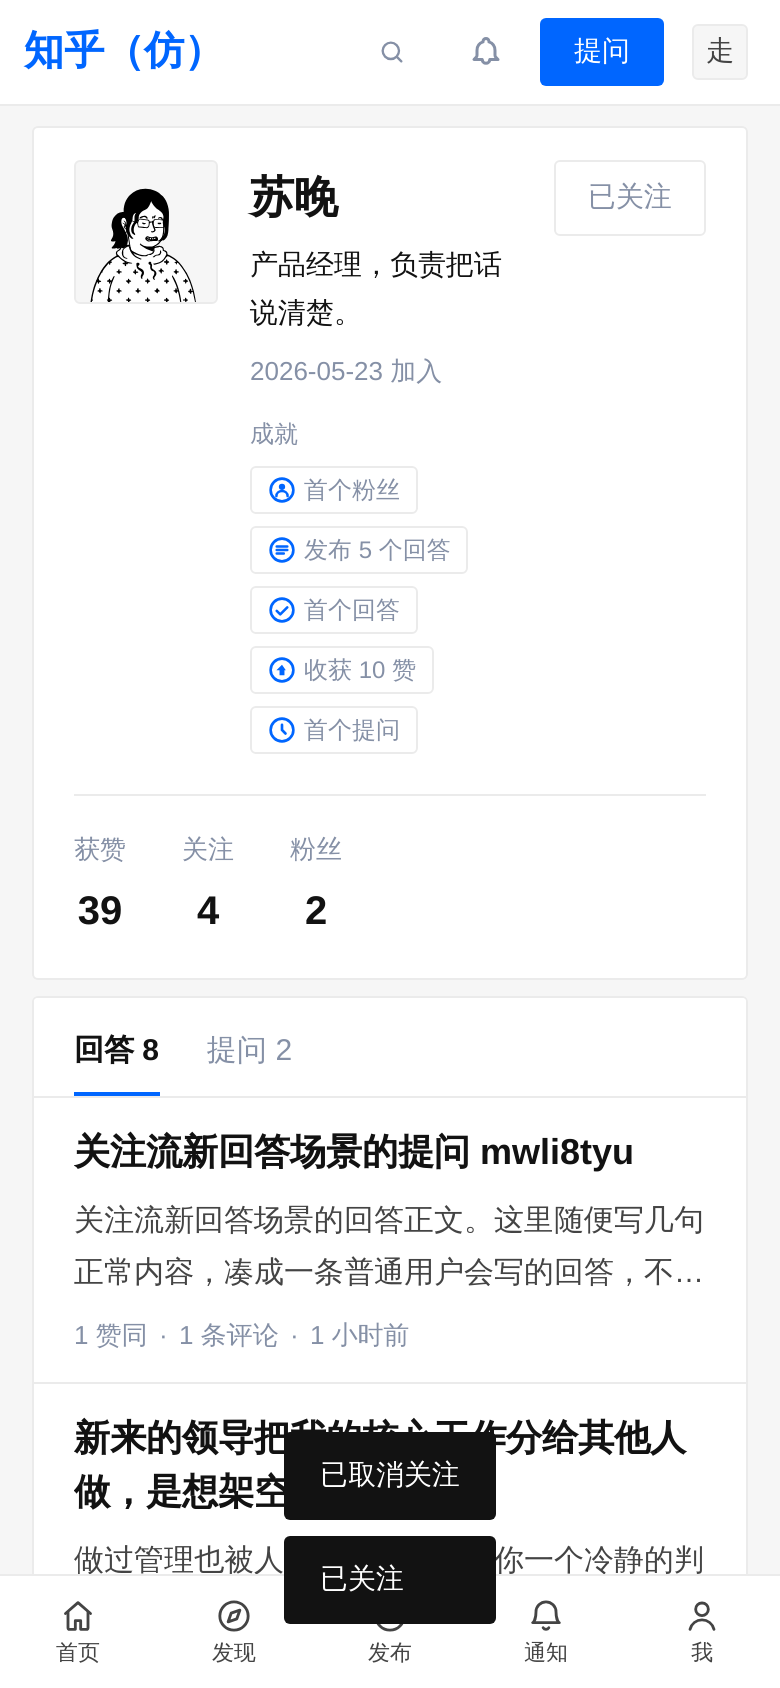 知乎（仿）
提问
走
苏晚
已关注
产品经理，负责把话
说清楚。
2026-05-23 加入
成就
首个粉丝
发布 5 个回答
首个回答
收获 10 赞
首个提问
获赞 关注 粉丝
39 4 2
回答 8 提问 2
关注流新回答场景的提问 mwli8tyu
关注流新回答场景的回答正文。这里随便写几句
正常内容，凑成一条普通用户会写的回答，不…
1 赞同 · 1 条评论 · 1 小时前
新来的领导把我的核心工作分给其他人
做，是想架空
已取消关注
做过管理也被人 你一个冷静的判
已关注
首页 发现 发布 通知 我